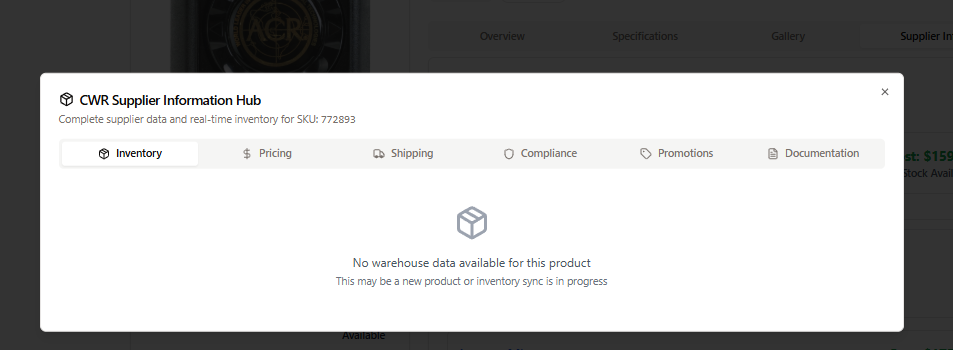 ACR
Overview
Specifications
Gallery
Supplier In
CWR Supplier Information Hub
Complete supplier data and real-time inventory for SKU: 772893
Inventory
Pricing
Shipping
Compliance
Promotions
Documentation
st: $159
Stock Avail
No warehouse data available for this product
This may be a new product or inventory sync is in progress
Available